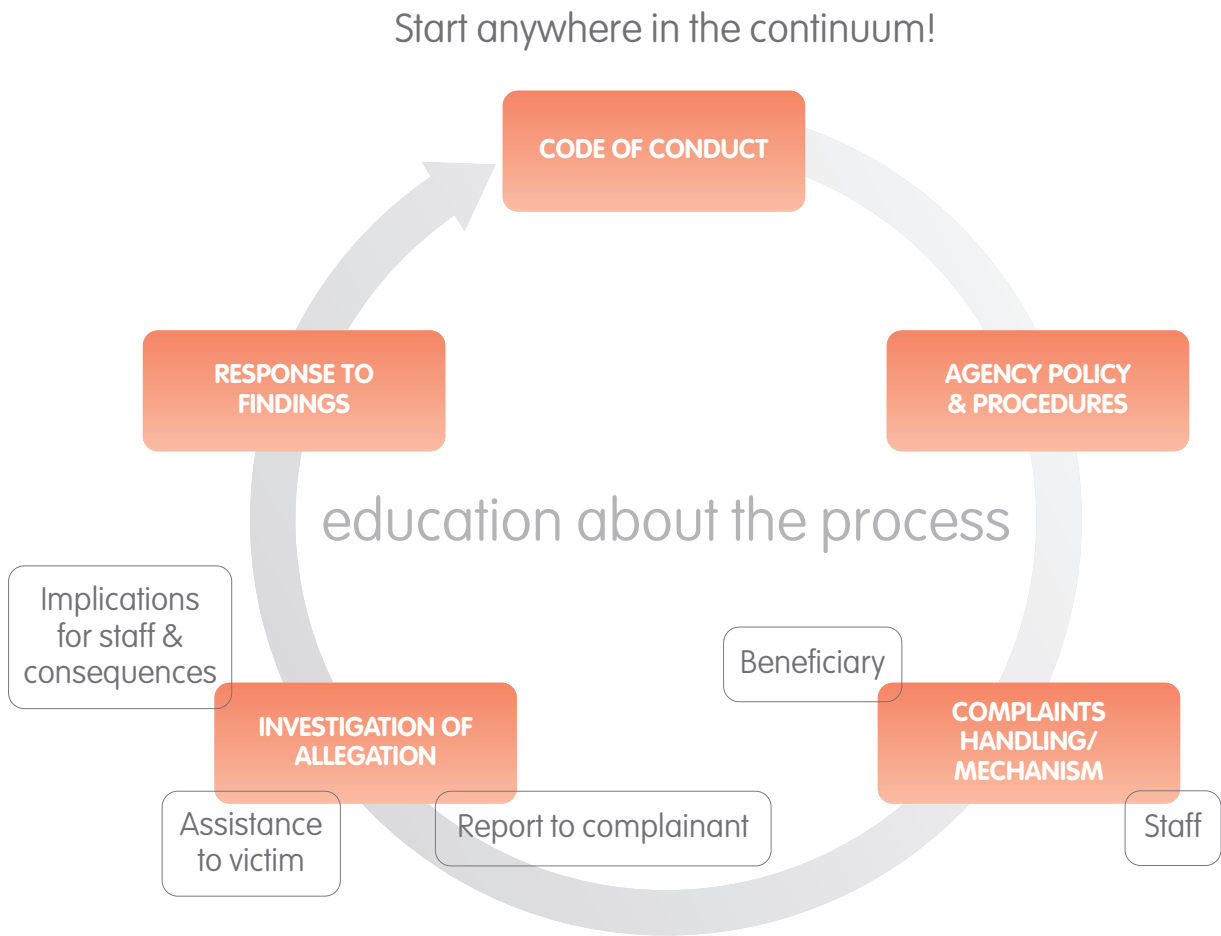 Start anywhere in the continuum!
CODE OF CONDUCT
AGENCY POLICY
& PROCEDURES
RESPONSE TO
FINDINGS
education about the process
Implications
for staff &
consequences
Beneficiary
COMPLAINTS
HANDLING/
MECHANISM
Staff
INVESTIGATION OF
ALLEGATION
Assistance
to victim
Report to complainant